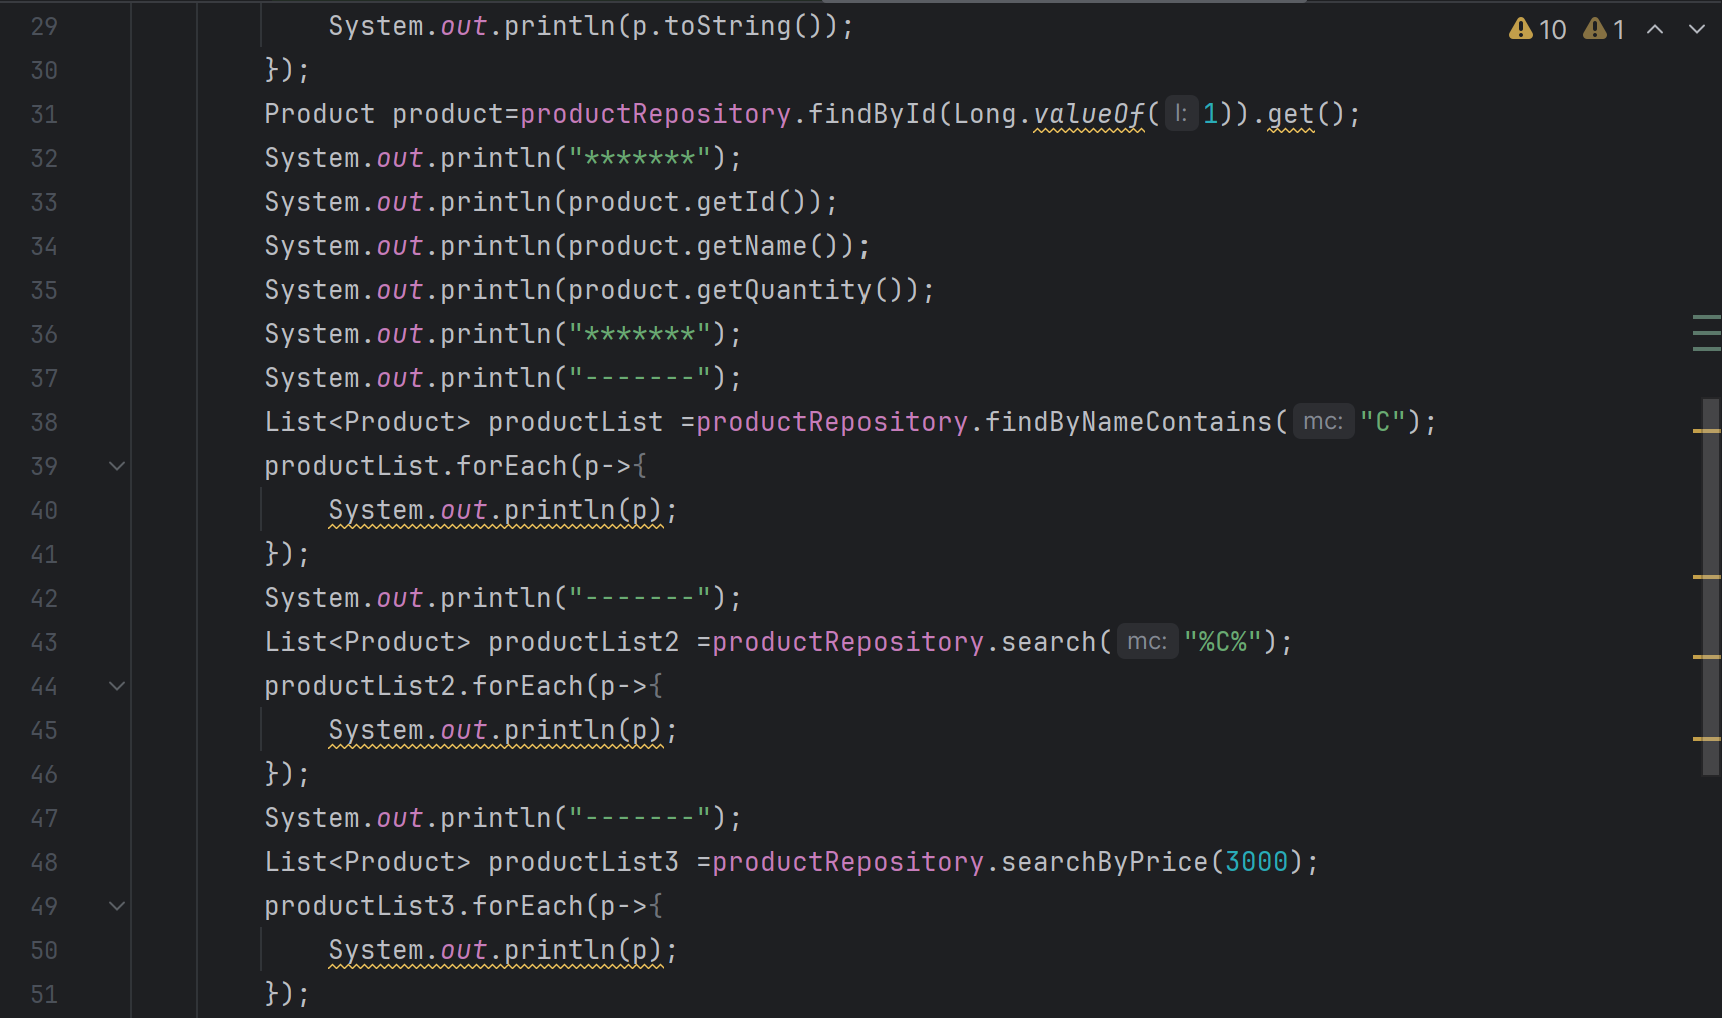 10 1
29 System.out.println(p.toString());
30 });
31 Product product=productRepository.findById(Long.valueOf( l: 1)).get();
32 System.out.println("*******");
33 System.out.println(product.getId());
34 System.out.println(product.getName());
35 System.out.println(product.getQuantity());
36 System.out.println("*******");
37 System.out.println("-------");
38 List<Product> productList =productRepository.findByNameContains( mc: "C");
39 productList.forEach(p->{
40 System.out.println(p);
41 });
42 System.out.println("-------");
43 List<Product> productList2 =productRepository.search( mc: "%C%");
44 productList2.forEach(p->{
45 System.out.println(p);
46 });
47 System.out.println("-------");
48 List<Product> productList3 =productRepository.searchByPrice(3000);
49 productList3.forEach(p->{
50 System.out.println(p);
51 });